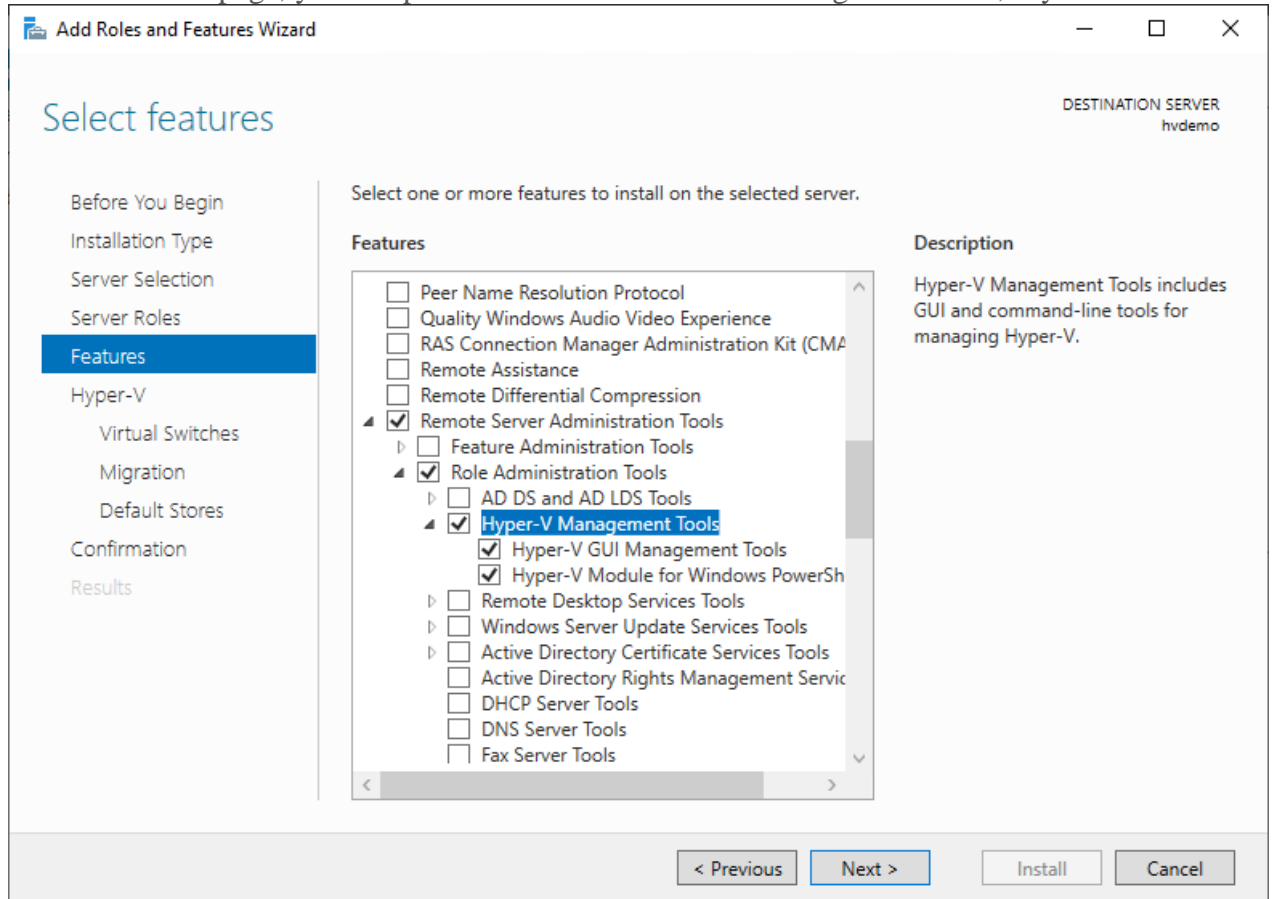 Add Roles and Features Wizard
Select features
DESTINATION SERVER
hvdemo
Before You Begin
Installation Type
Server Selection
Server Roles
Features
Hyper-V
Virtual Switches
Migration
Default Stores
Confirmation
Results
Select one or more features to install on the selected server.
Features
Peer Name Resolution Protocol
Quality Windows Audio Video Experience
RAS Connection Manager Administration Kit (CMA
Remote Assistance
Remote Differential Compression
Remote Server Administration Tools
Feature Administration Tools
Role Administration Tools
AD DS and AD LDS Tools
Hyper-V Management Tools
Hyper-V GUI Management Tools
Hyper-V Module for Windows PowerSh
Remote Desktop Services Tools
Windows Server Update Services Tools
Active Directory Certificate Services Tools
Active Directory Rights Management Servic
DHCP Server Tools
DNS Server Tools
Fax Server Tools
Description
Hyper-V Management Tools includes
GUI and command-line tools for
managing Hyper-V.
< Previous
Next >
Install
Cancel